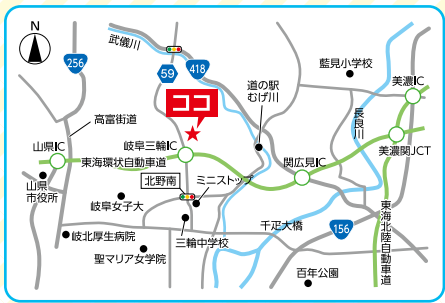 N
武儀川
256
59
418
藍見小学校
道の駅
むげ川
美濃IC
ココ
高富街道
長良川
山県IC
岐阜三輪IC
美濃関JCT
東海環状自動車道
関広見IC
山県
市役所
北野南
ミニストップ
岐阜女子大
千疋大橋
156
東海北陸自動車道
岐北厚生病院
三輪中学校
聖マリア女学院
百年公園